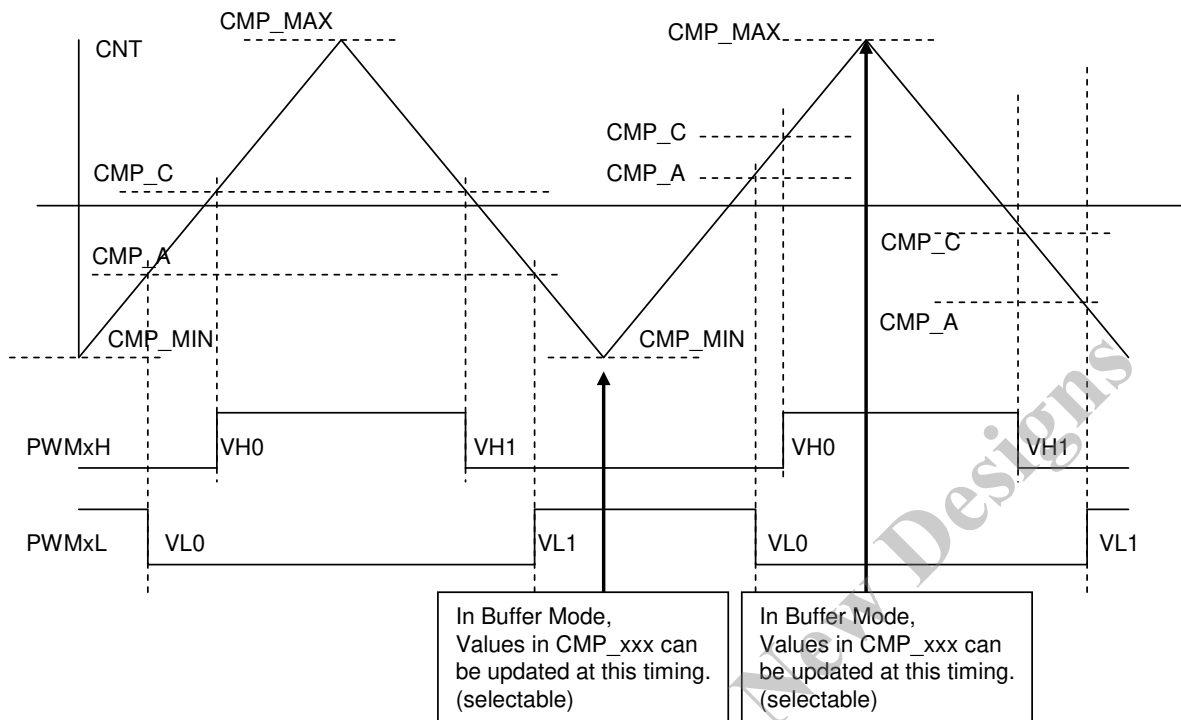 CMP_MAX
CMP_MAX
CNT
CMP_C
CMP_C
CMP_A
CMP_C
CMP_A
CMP_A
CMP_MIN
CMP_MIN
PWMxH
VH0
VH1
VH0
VH1
PWMxL
VL0
VL1
VL0
VL1
In Buffer Mode,
Values in CMP_xxx can
be updated at this timing.
(selectable)
In Buffer Mode,
Values in CMP_xxx can
be updated at this timing.
(selectable)
New Designs